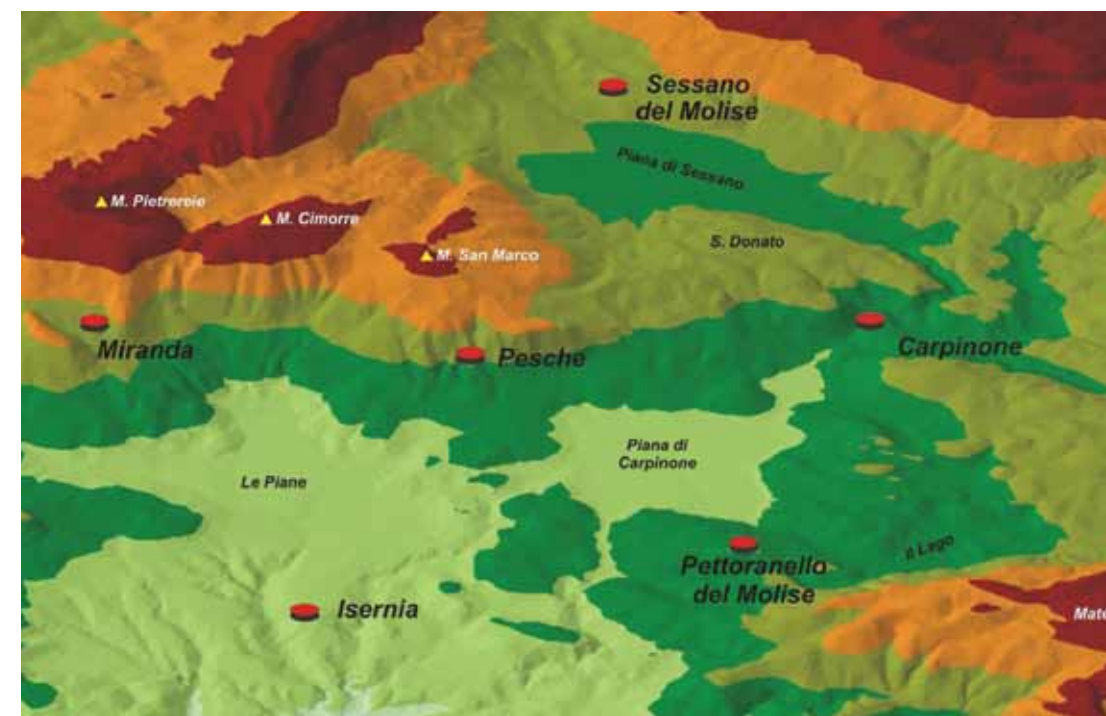 Sessano
del Molise
Piana di Sessano
M. Pietrereie
M. Cimorre
S. Donato
M. San Marco
Miranda
Pesche
Carpinone
Piana di
Carpinone
Le Piane
Il Lago
Pettoranello
del Molise
Isernia
Mate